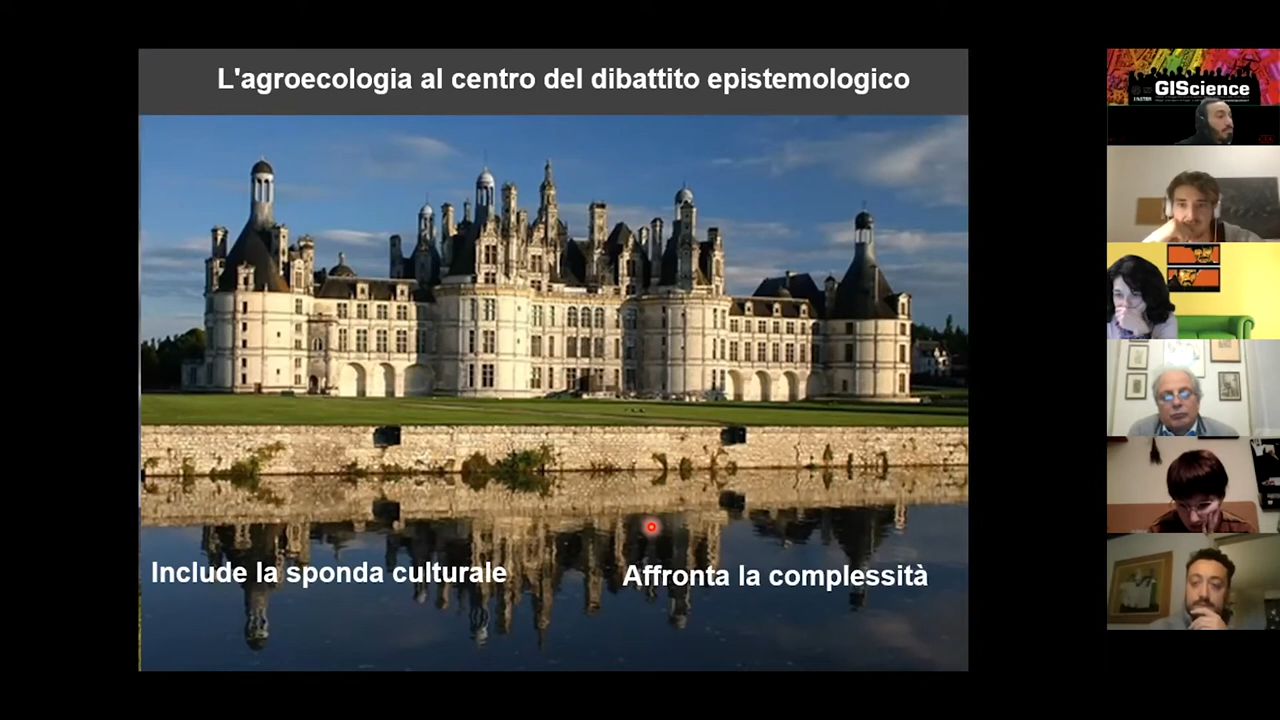 L'agroecologia al centro del dibattito epistemologico
Include la sponda culturale
Affronta la complessità
GIScience